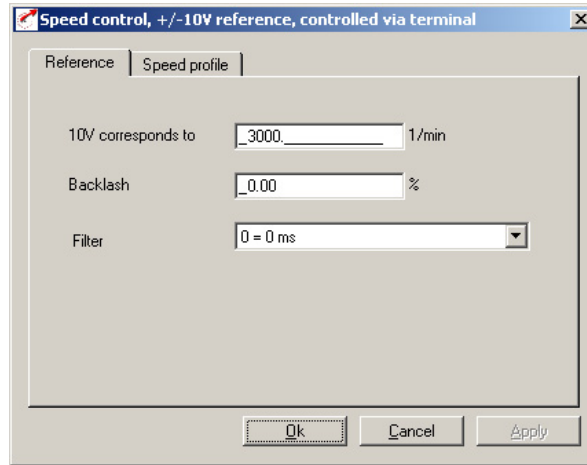 Speed control, +/-10V reference, controlled via terminal
Reference Speed profile
10V corresponds to _3000.____________ 1/min
Backlash _0.00 %
Filter 0 = 0 ms
Ok Cancel Apply